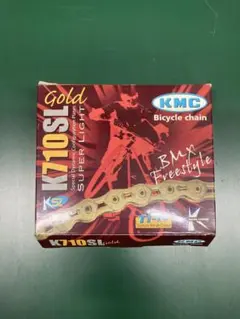 Gold
K710SL
SUPER LIGHT
KMC
Bicycle chain
BMX
Freestyle
K710SL Gold